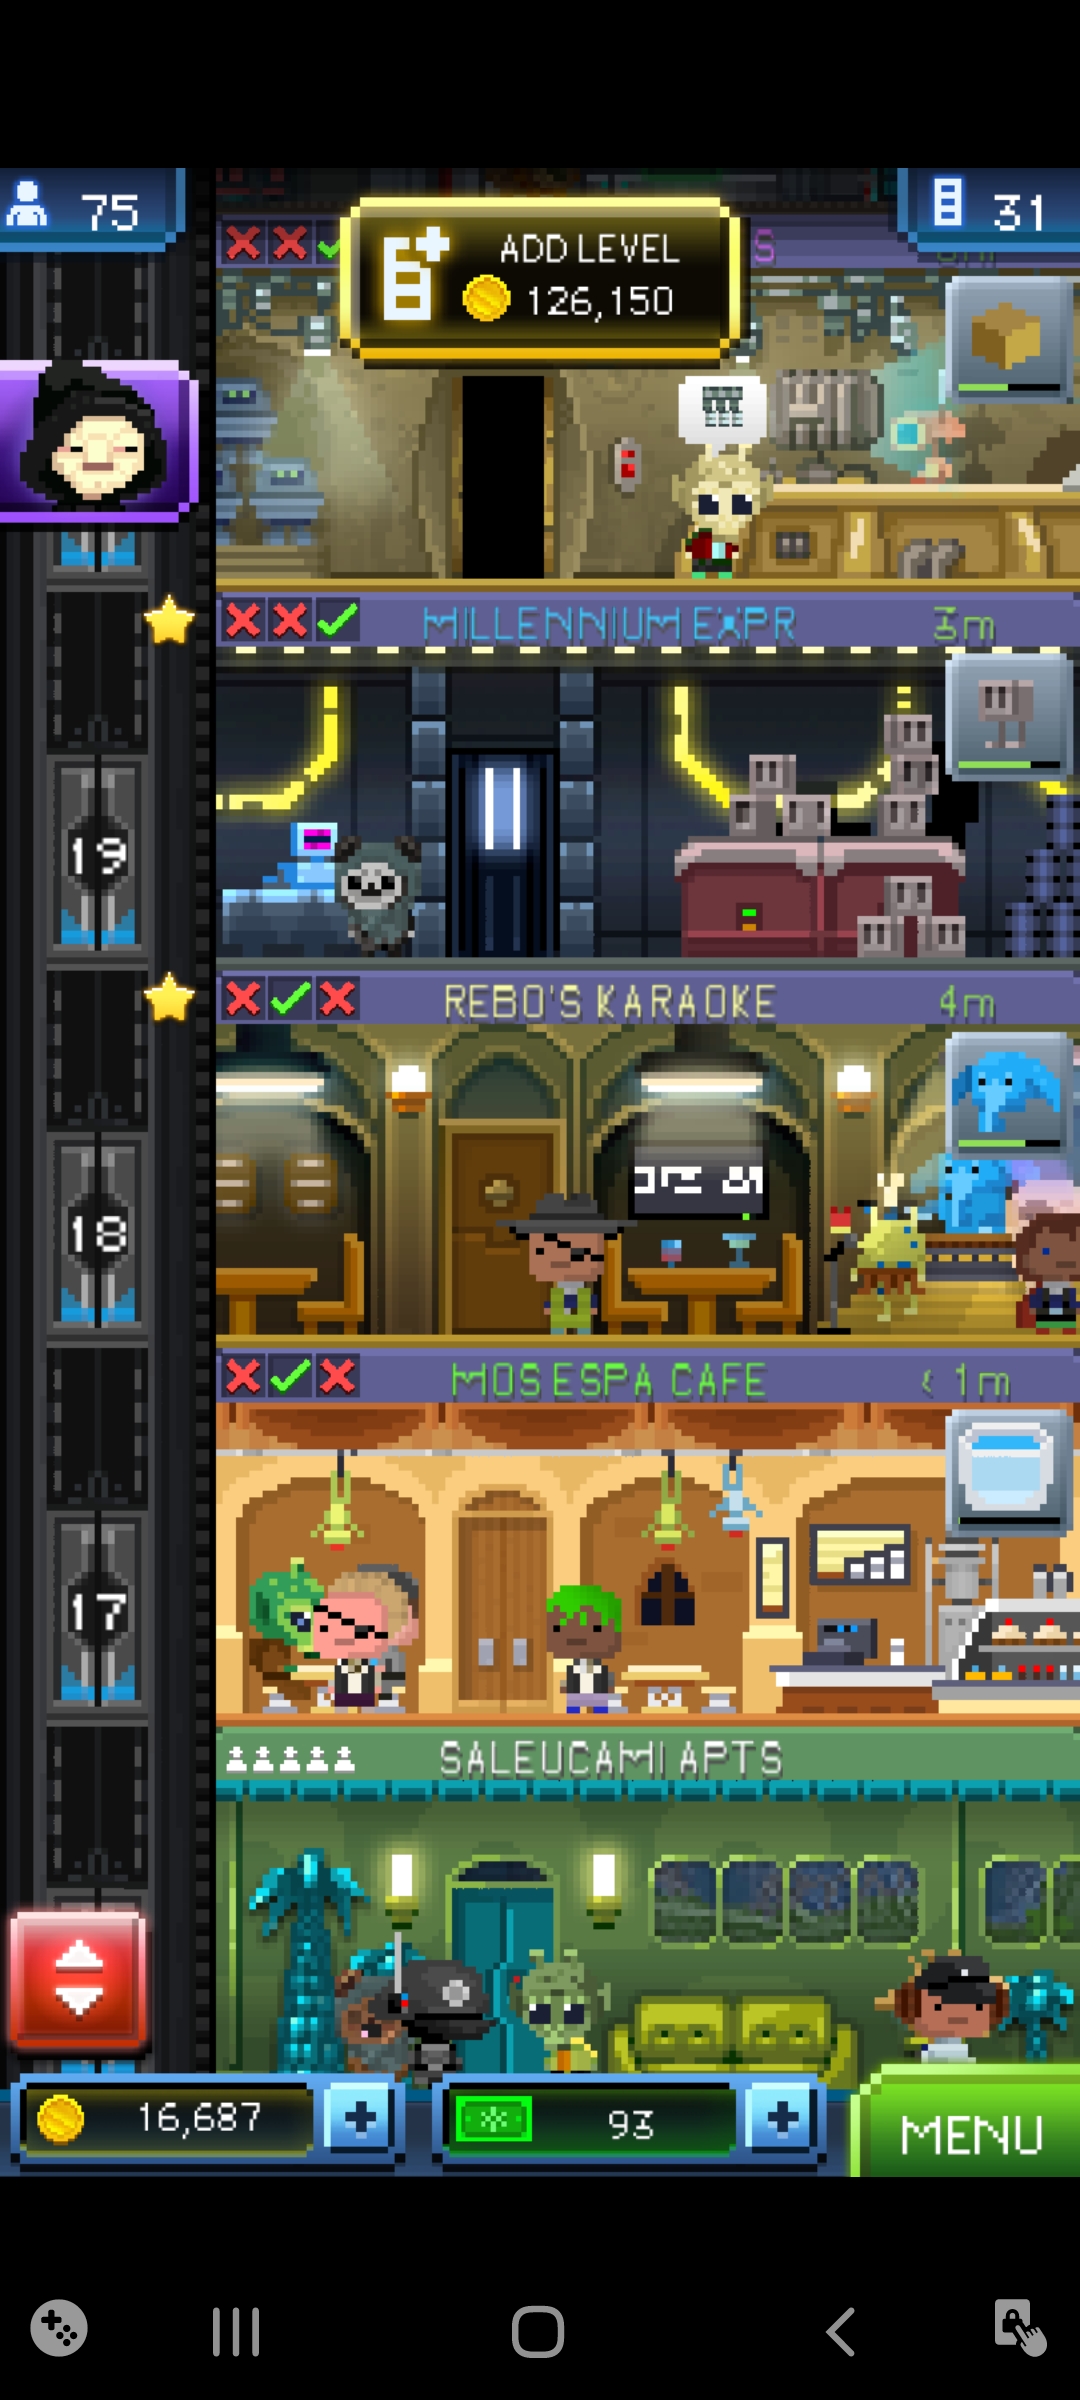 75
31
ADD LEVEL
126,150
S
MILLENNIUM EXPR
3m
19
REBO'S KARAOKE
4m
18
MOS ESPA CAFE
< 1m
17
SALEUCAMI APTS
16,687
93
MENU